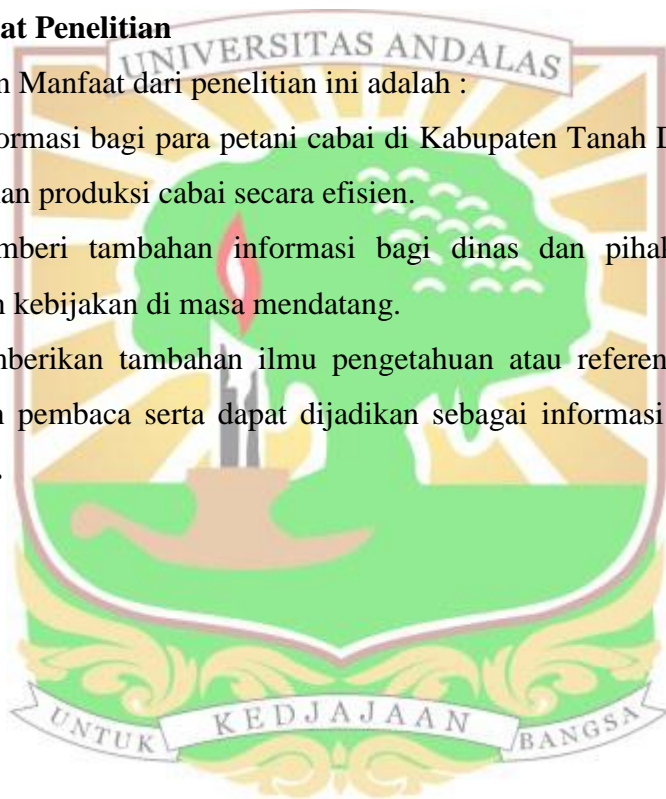 at Penelitian
UNIVERSITAS ANDALAS
n Manfaat dari penelitian ini adalah :
ormasi bagi para petani cabai di Kabupaten Tanah D
an produksi cabai secara efisien.
mberi tambahan informasi bagi dinas dan pihal
n kebijakan di masa mendatang.
nberikan tambahan ilmu pengetahuan atau referen
n pembaca serta dapat dijadikan sebagai informasi
.
UNTUK KEDJAJAAN BANGSA